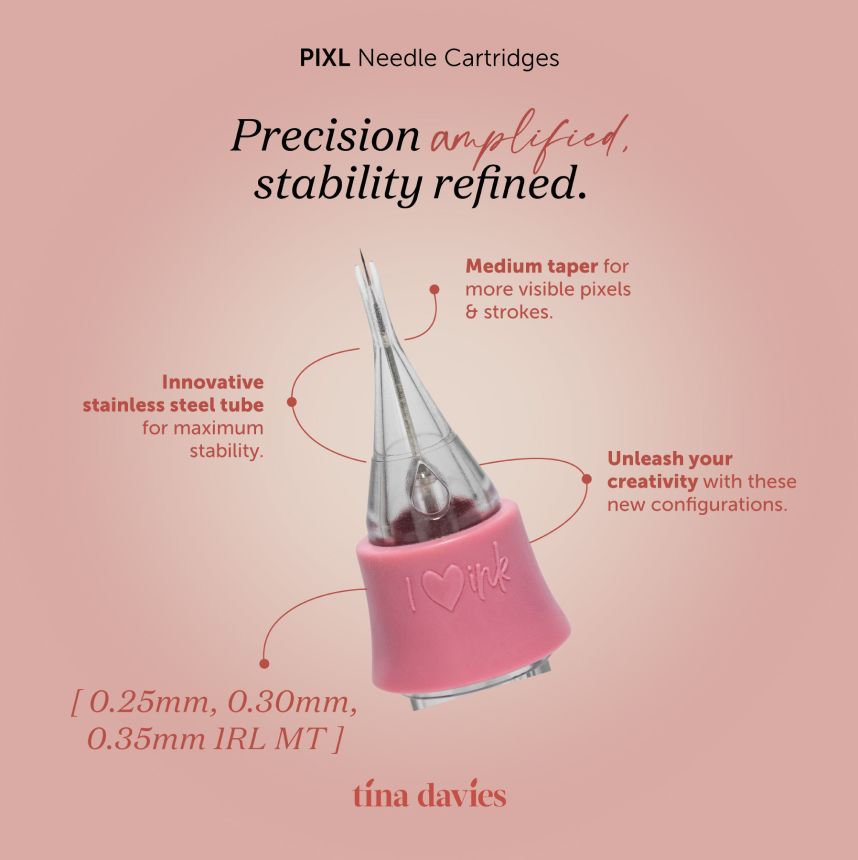 PIXL Needle Cartridges
Precision amplified,
stability refined.
Medium taper for
more visible pixels
& strokes.
Innovative
stainless steel tube
for maximum
stability.
Unleash your
creativity with these
new configurations.
I ♡ ink
[ 0.25mm, 0.30mm,
0.35mm IRL MT ]
tina davies